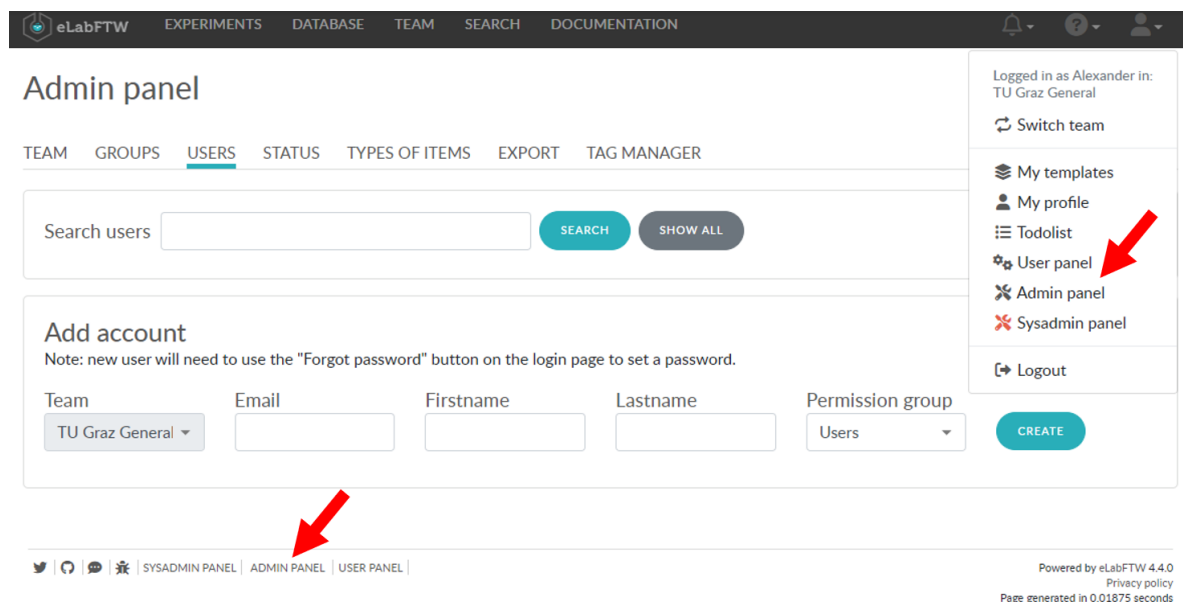 eLabFTW EXPERIMENTS DATABASE TEAM SEARCH DOCUMENTATION
Logged in as Alexander in:
TU Graz General
Switch team
My templates
My profile
Todolist
User panel
Admin panel
Sysadmin panel
Logout
Admin panel
TEAM GROUPS USERS STATUS TYPES OF ITEMS EXPORT TAG MANAGER
Search users SEARCH SHOW ALL
Add account
Note: new user will need to use the "Forgot password" button on the login page to set a password.
Team Email Firstname Lastname Permission group
TU Graz General Users CREATE
SYSADMIN PANEL ADMIN PANEL USER PANEL
Powered by eLabFTW 4.4.0
Privacy policy
Page generated in 0.01875 seconds